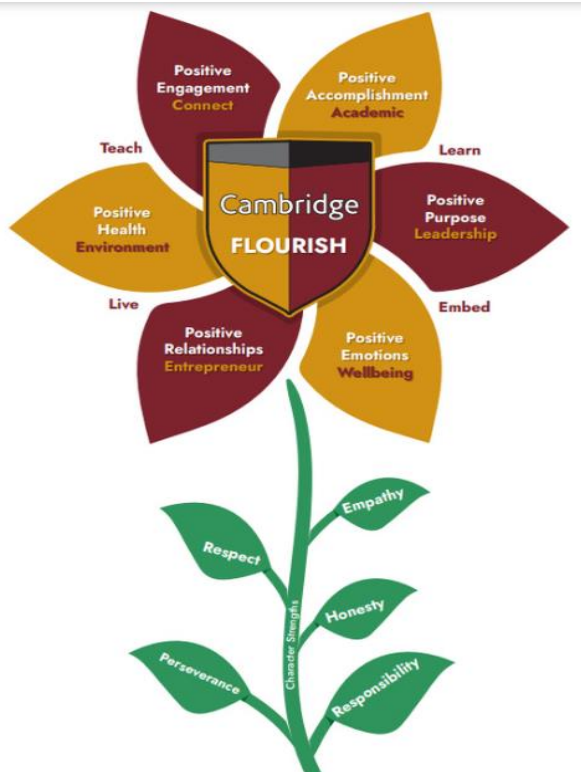 Positive
Engagement
Connect
Positive
Accomplishment
Academic
Teach
Learn
Cambridge
FLOURISH
Positive
Health
Environment
Positive
Purpose
Leadership
Live
Embed
Positive
Relationships
Entrepreneur
Positive
Emotions
Wellbeing
Empathy
Respect
Honesty
Character Strengths
Perseverance
Responsibility